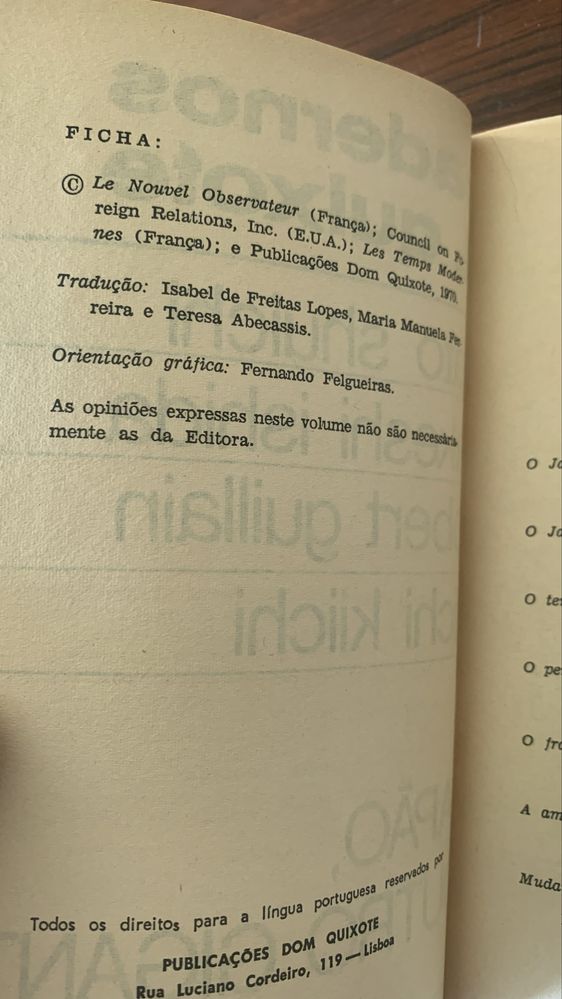 FICHA:
© Le Nouvel Observateur (França); Council on Fo-
reign Relations, Inc. (E.U.A.); Les Temps Moder-
nes (França); e Publicações Dom Quixote, 1970.
Tradução: Isabel de Freitas Lopes, Maria Manuela Fer-
reira e Teresa Abecassis.
Orientação gráfica: Fernando Felgueiras.
As opiniões expressas neste volume não são necessària-
mente as da Editora.
Todos os direitos para a língua portuguesa reservados por
PUBLICAÇÕES DOM QUIXOTE
Rua Luciano Cordeiro, 119 — Lisboa
O
O
O
O
O
A